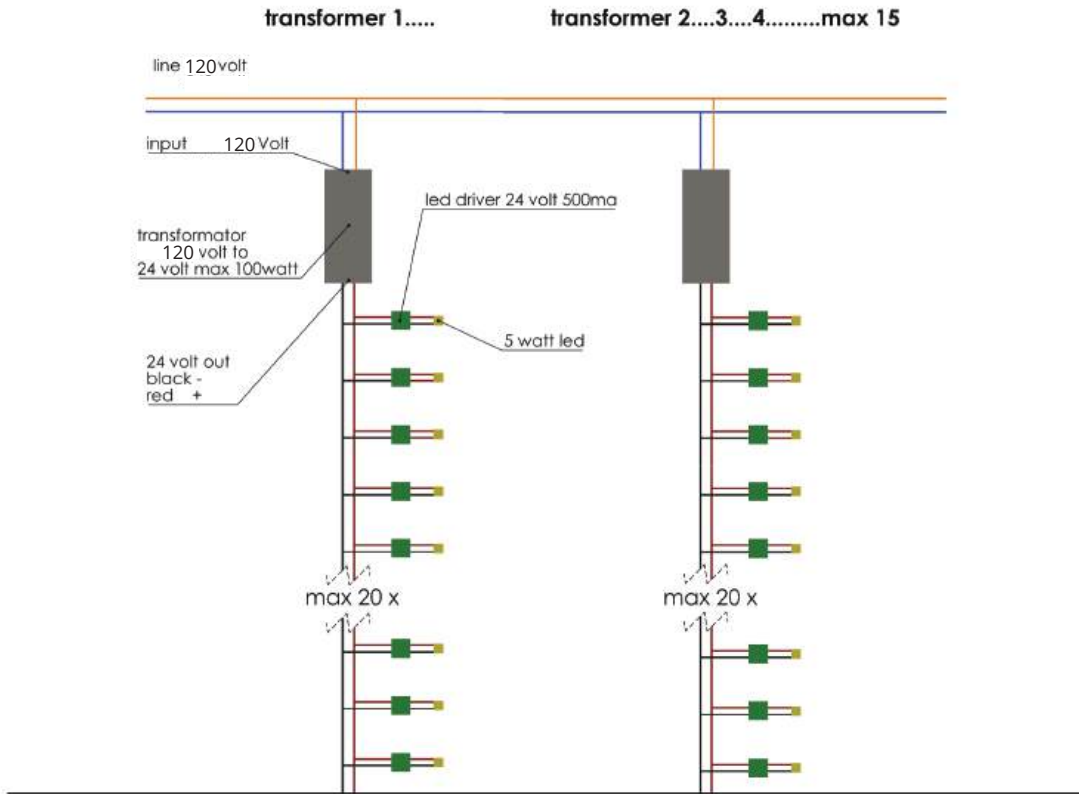 transformer 1.....
transformer 2....3....4.........max 15
line 120volt
input 120 Volt
led driver 24 volt 500ma
transformator
120 volt to
24 volt max 100watt
5 watt led
24 volt out
black -
red +
max 20 x
max 20 x